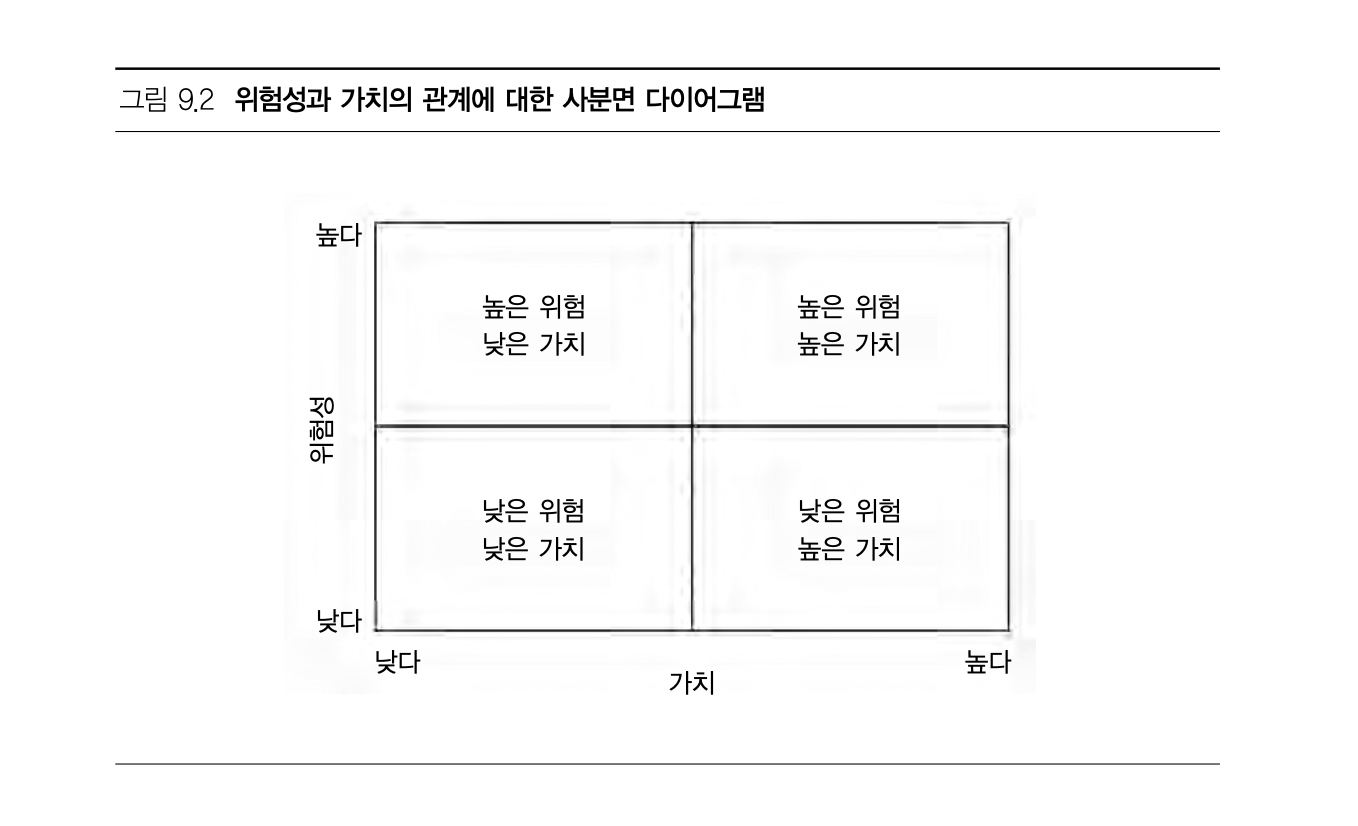 그림 9.2 위험성과 가치의 관계에 대한 사분면 다이어그램
높다
높은 위험
낮은 가치
높은 위험
높은 가치
위험성
낮은 위험
낮은 가치
낮은 위험
높은 가치
낮다
낮다
가치
높다